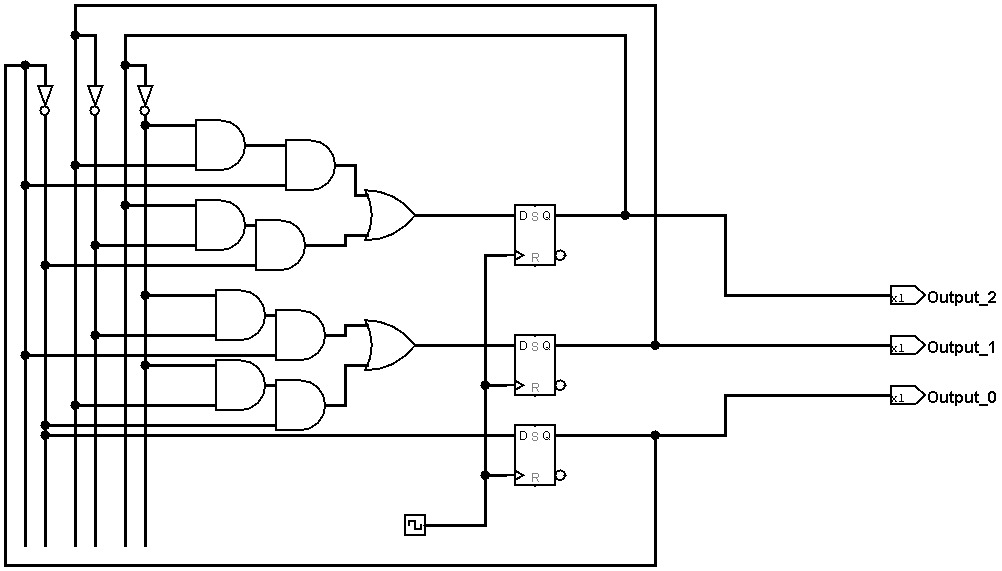 D S Q
R
x1 Output_2
D S Q
R
x1 Output_1
x1 Output_0
D S Q
R